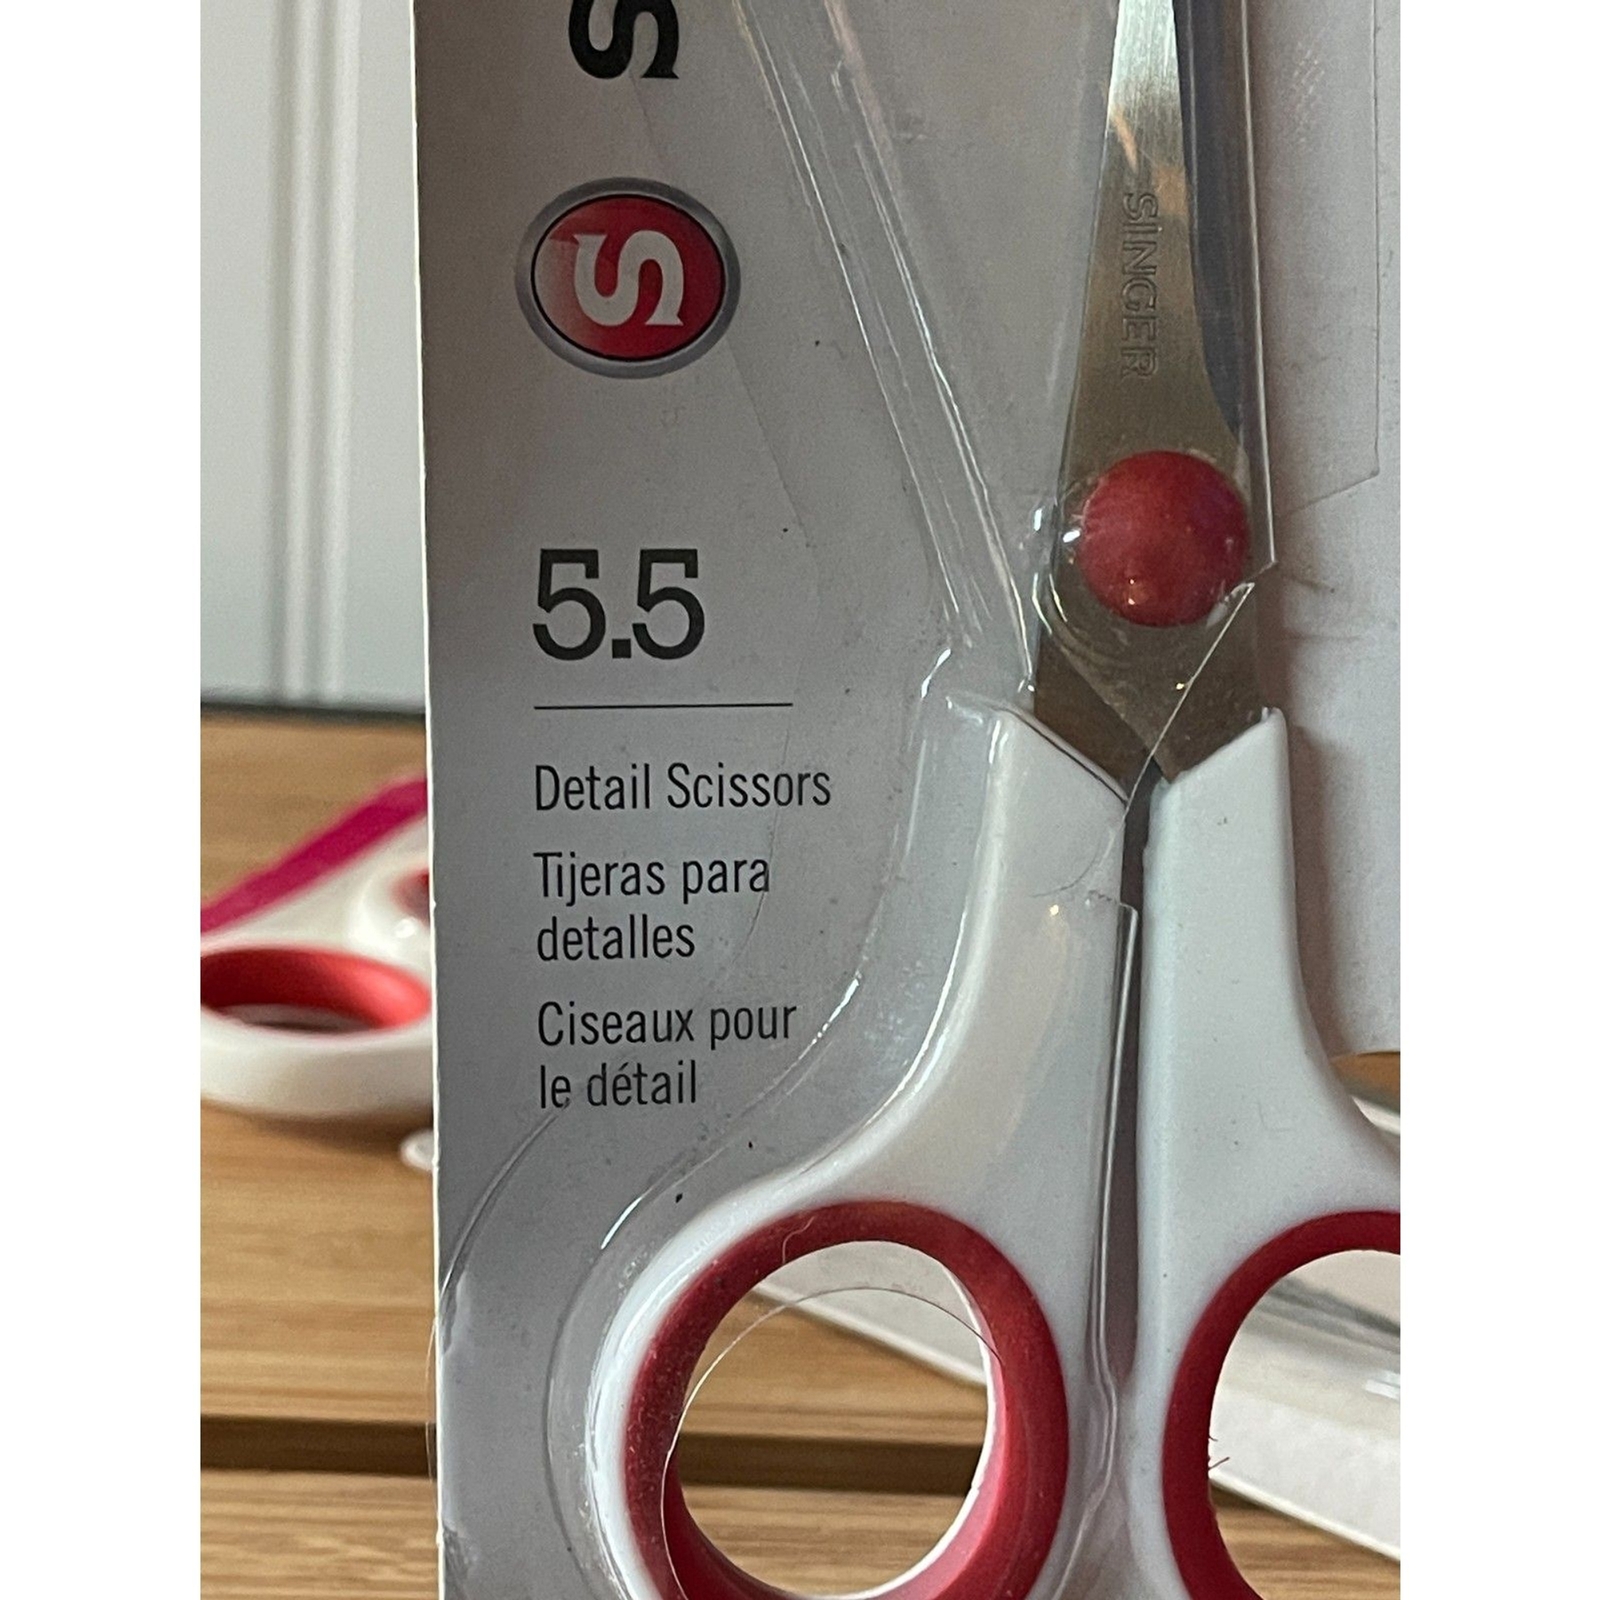 S
S
SINGER
5.5
Detail Scissors
Tijeras para
detalles
Ciseaux pour
le détail